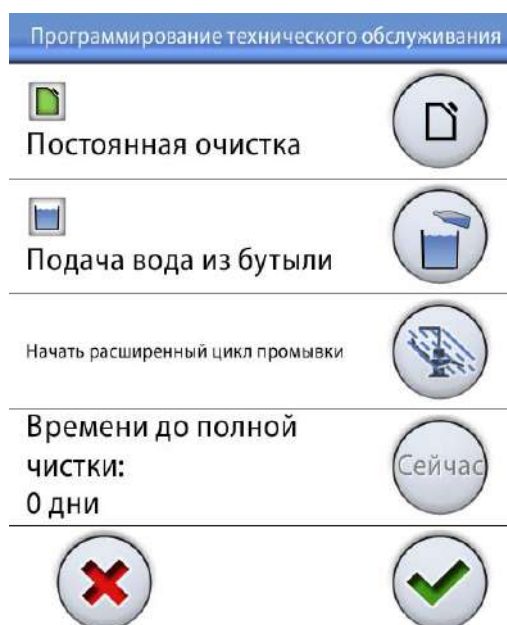 Программирование технического обслуживания
Постоянная очистка
Подача вода из бутыли
Начать расширенный цикл промывки
Времени до полной
чистки:
0 дни
Сейчас